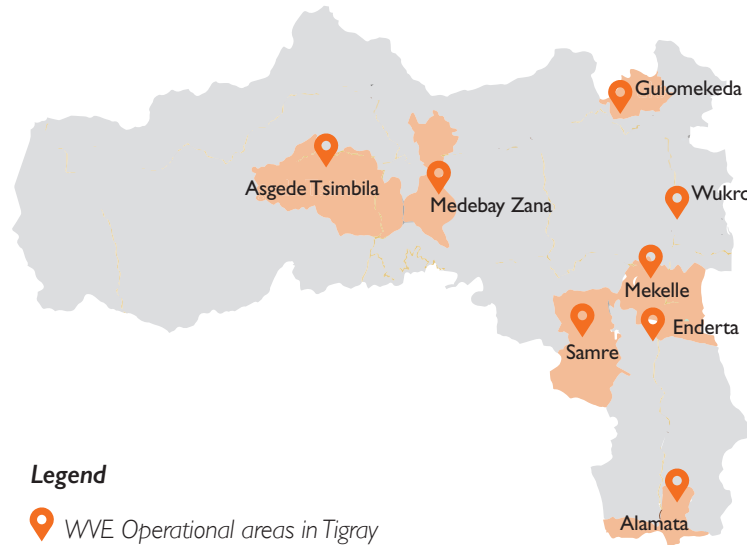 Gulomekeda
Asgede Tsimbila
Medebay Zana
Wukro
Mekelle
Enderta
Samre
Legend
WVE Operational areas in Tigray
Alamata